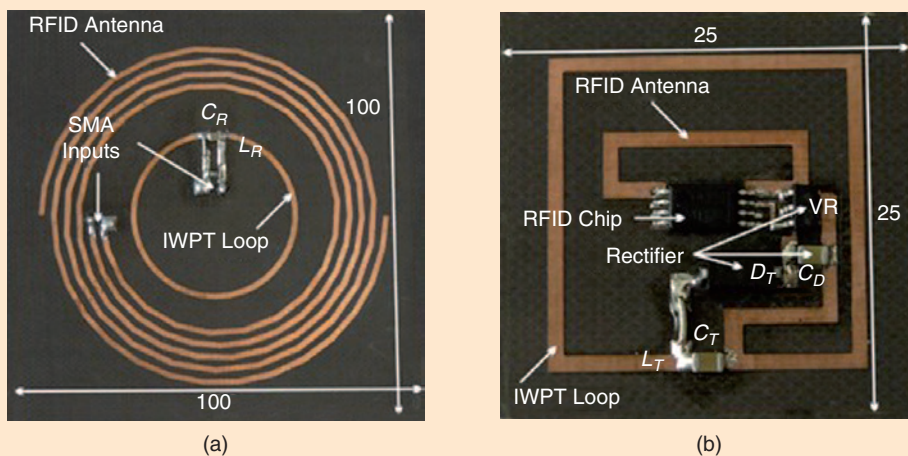 RFID Antenna
100
C_R
SMA
Inputs
L_R
IWPT Loop
100
(a)
25
RFID Antenna
RFID Chip
VR
25
Rectifier
D_T
C_D
C_T
L_T
IWPT Loop
(b)